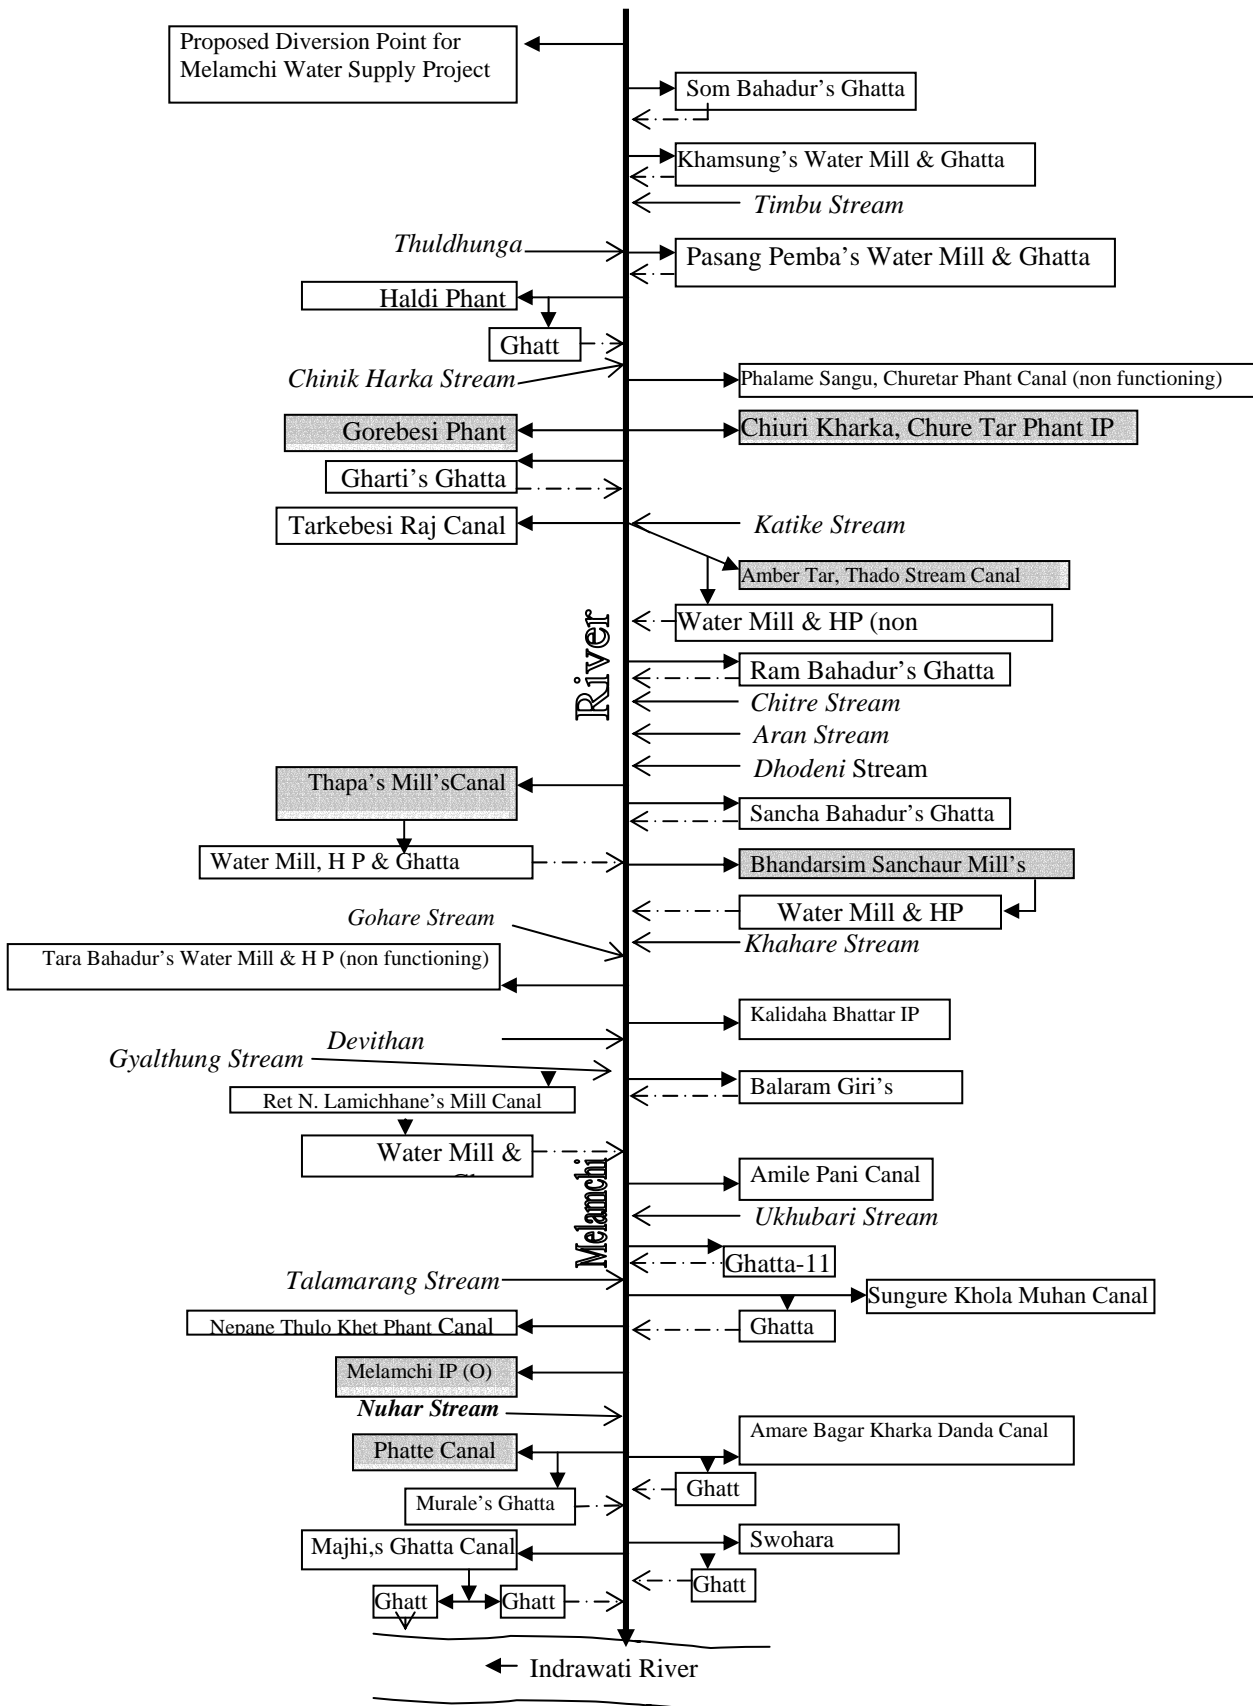 Proposed Diversion Point for
Melamchi Water Supply Project
Som Bahadur's Ghatta
Khamsung's Water Mill & Ghatta
Timbu Stream
Thuldhunga
Pasang Pemba's Water Mill & Ghatta
Haldi Phant
Ghatt
Chinik Harka Stream
Phalame Sangu, Churetar Phant Canal (non functioning)
Gorebesi Phant
Chiuri Kharka, Chure Tar Phant IP
Gharti's Ghatta
Tarkebesi Raj Canal
Katike Stream
Amber Tar, Thado Stream Canal
Water Mill & HP (non
River
Ram Bahadur's Ghatta
Chitre Stream
Aran Stream
Dhodeni Stream
Thapa's Mill'sCanal
Sancha Bahadur's Ghatta
Water Mill, H P & Ghatta
Bhandarsim Sanchaur Mill's
Water Mill & HP
Gohare Stream
Khahare Stream
Tara Bahadur's Water Mill & H P (non functioning)
Kalidaha Bhattar IP
Devithan
Gyalthung Stream
Balaram Giri's
Ret N. Lamichhane's Mill Canal
Water Mill &
Melamchi
Amile Pani Canal
Ukhubari Stream
Ghatta-11
Talamarang Stream
Sungure Khola Muhan Canal
Nepane Thulo Khet Phant Canal
Ghatta
Melamchi IP (O)
Nuhar Stream
Amare Bagar Kharka Danda Canal
Phatte Canal
Ghatt
Murale's Ghatta
Majhi,s Ghatta Canal
Swohara
Ghatt
Ghatt
Ghatt
Indrawati River